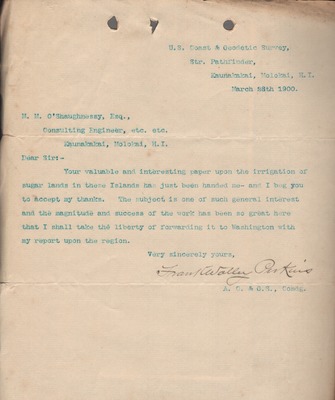 U.S. Coast & Geodetic Survey,
Str. Pathfinder,
Kaunakakai, Molokai, H.I.
March 28th 1900.
M. M. O'Shaughnessy, Esq.,
Consulting Engineer, etc. etc.
Kaunakakai, Molokai, H.I.
Dear Sir:-
Your valuable and interesting paper upon the irrigation of
sugar lands in these Islands has just been handed me- and I beg you
to accept my thanks. The subject is one of such general interest
and the magnitude and success of the work has been so great here
that I shall take the liberty of forwarding it to Washington with
my report upon the region.
Very sincerely yours,
Frank Walley Perkins
A. C. & G.S., Comdg.